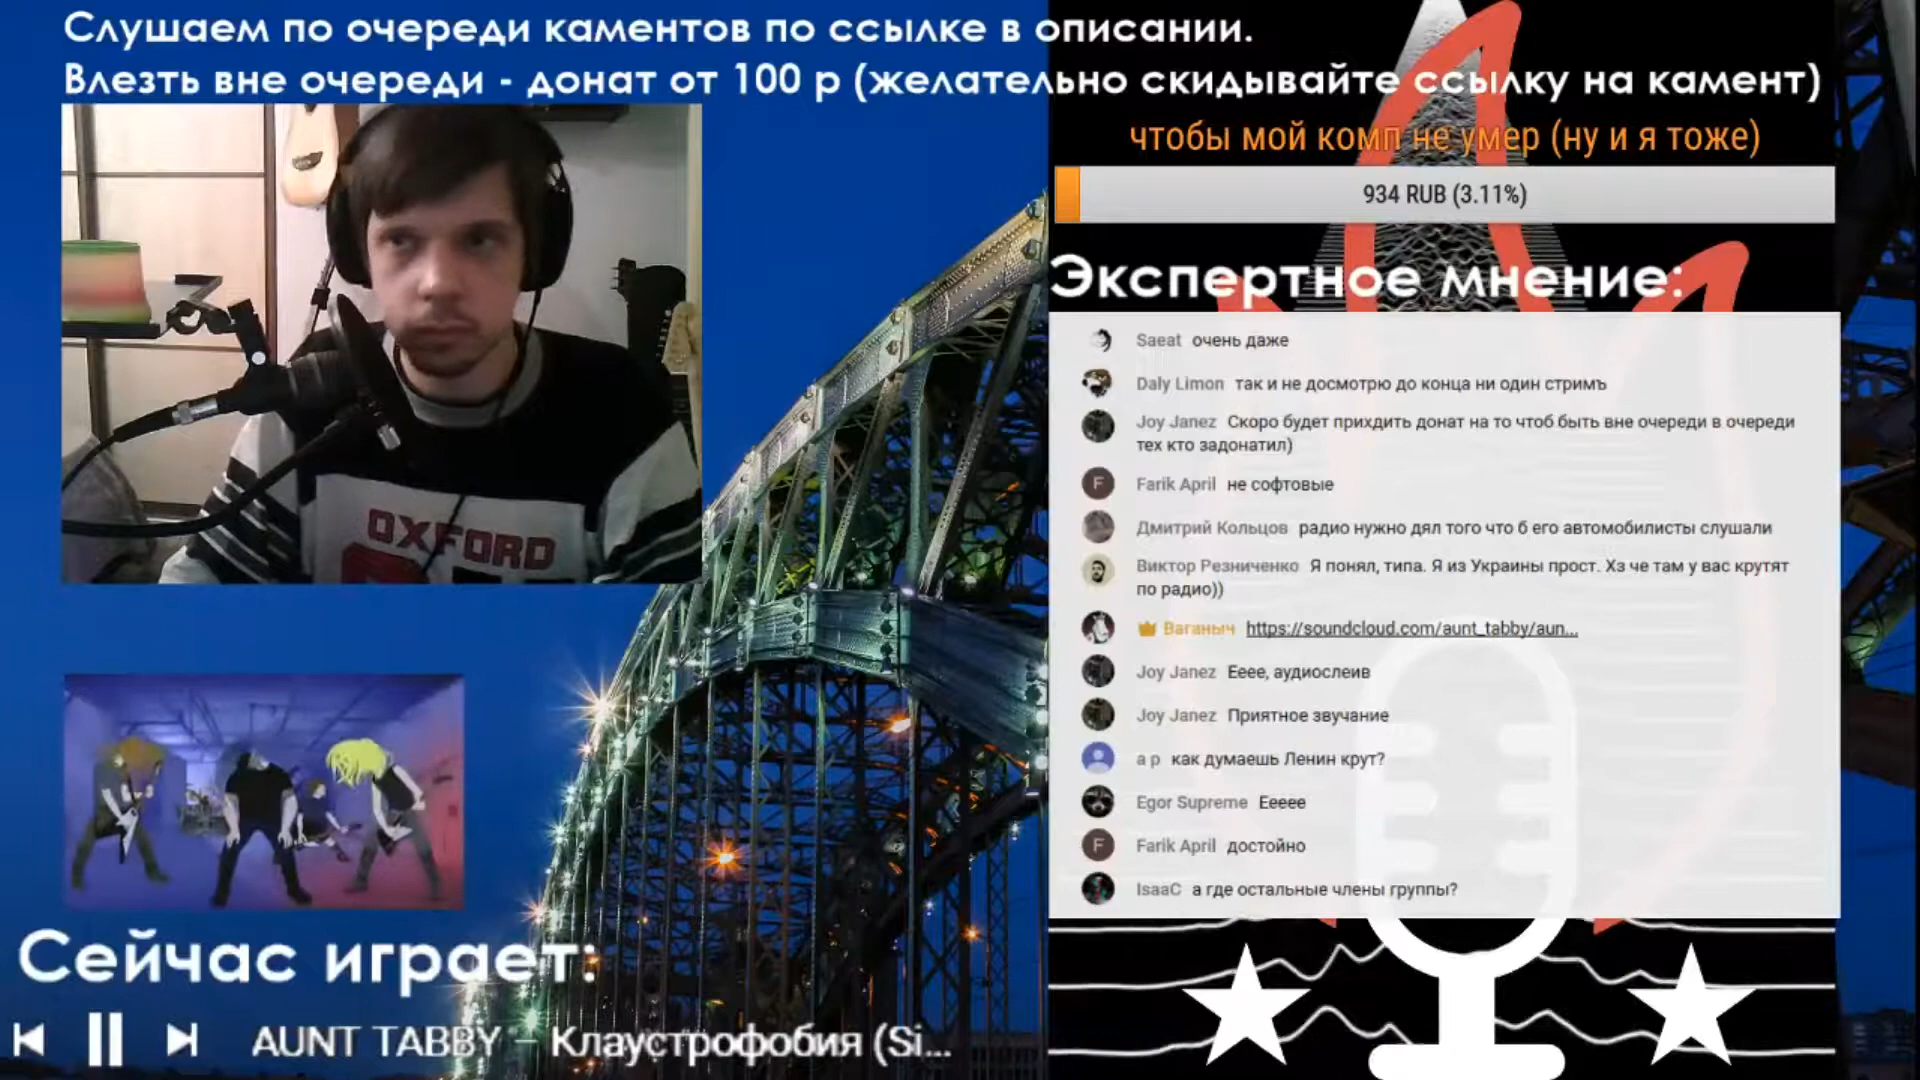 Слушаем по очереди каментов по ссылке в описании.
Влезть вне очереди - донат от 100 р (желательно скидывайте ссылку на камент)
чтобы мой комп не умер (ну и я тоже)
934 RUB (3.11%)
Экспертное мнение:
Saeat очень даже
Daly Limon так и не досмотрю до конца ни один стримъ
Joy Janez Скоро будет прихдить донат на то чтоб быть вне очереди в очереди
тех кто задонатил)
F Farik April не софтовые
Дмитрий Кольцов радио нужно дял того что б его автомобилисты слушали
Виктор Резниченко Я понял, типа. Я из Украины прост. Хз че там у вас крутят
по радио))
Ваганыч https://soundcloud.com/aunt_tabby/aun...
Joy Janez Ееее, аудиослеив
Joy Janez Приятное звучание
a p как думаешь Ленин крут?
Egor Supreme Еееее
F Farik April достойно
IsaaC а где остальные члены группы?
OXFORD
Сейчас играет:
AUNT TABBY – Клаустрофобия (Si...